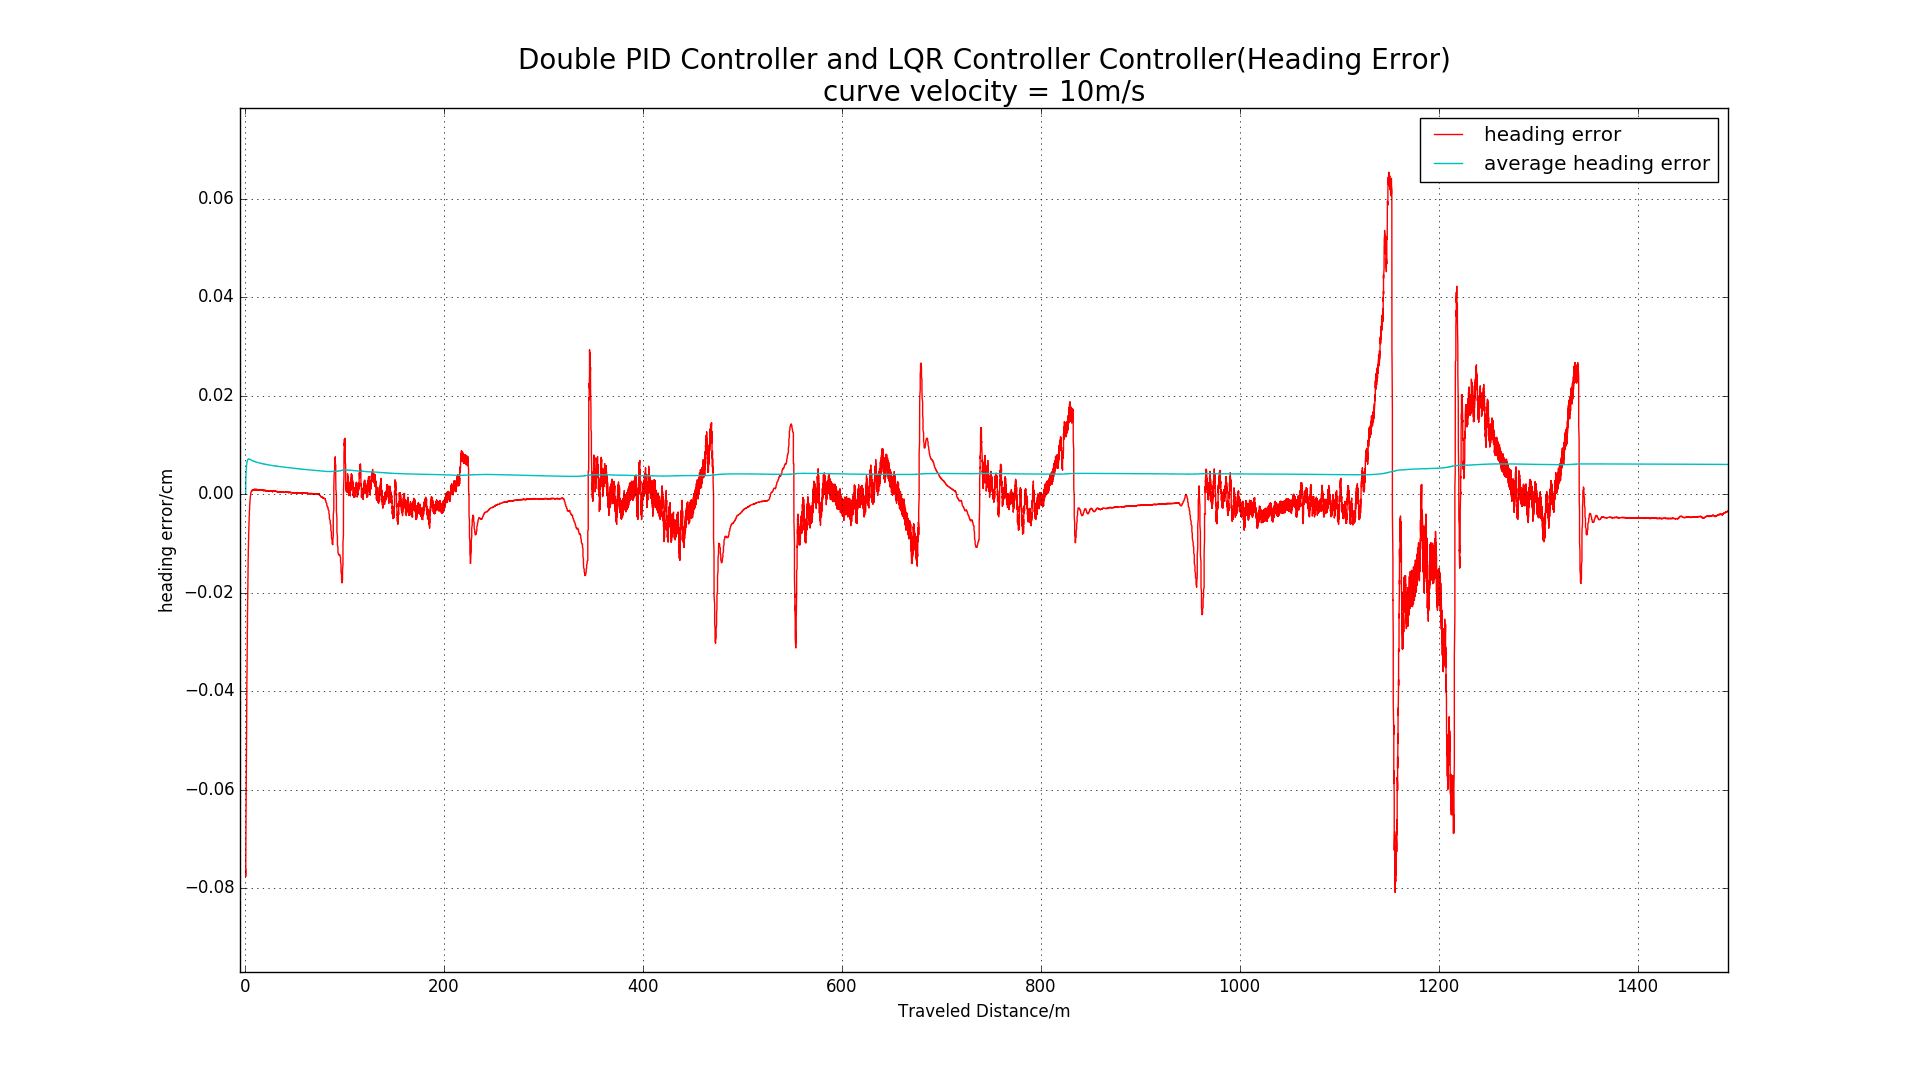 Double PID Controller and LQR Controller Controller(Heading Error)
curve velocity = 10m/s
heading error
average heading error
0.06
0.04
0.02
0.00
−0.02
−0.04
−0.06
−0.08
heading error/cm
0 200 400 600 800 1000 1200 1400
Traveled Distance/m